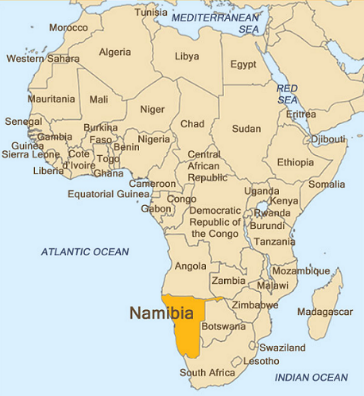 Tunisia
MEDITERRANEAN
SEA
Morocco
Algeria
Libya
Egypt
Western Sahara
RED
SEA
Mauritania
Mali
Niger
Chad
Sudan
Eritrea
Senegal
Gambia
Burkina
Faso
Nigeria
Djibouti
Guinea
Benin
Sierra Leone
Cote
d'Ivoire
Togo
Central
African
Republic
Ethiopia
Liberia
Ghana
Cameroon
Somalia
Equatorial Guinea
Uganda
Gabon
Congo
Kenya
Democratic
Republic of
the Congo
Rwanda
Burundi
Tanzania
ATLANTIC OCEAN
Angola
Zambia
Mozambique
Malawi
Namibia
Zimbabwe
Madagascar
Botswana
Swaziland
Lesotho
South Africa
INDIAN OCEAN